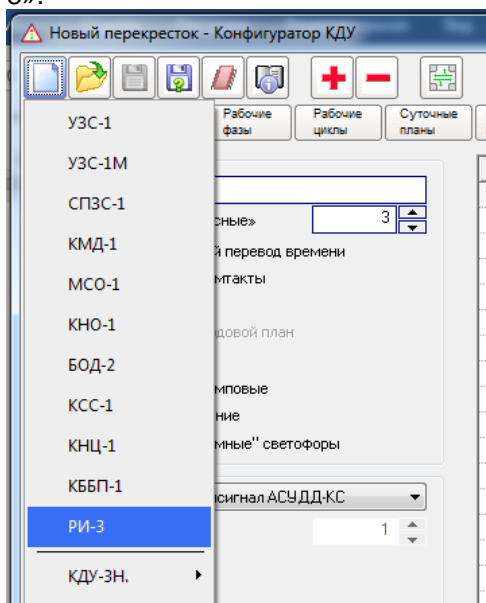 Новый перекресток - Конфигуратор КДУ
Рабочие фазы
Рабочие циклы
Суточные планы
УЗС-1
УЗС-1М
СПЗС-1
сные»
3
КМД-1
й перевод времени
МСО-1
нтакты
КНО-1
довой план
БОД-2
мповые
КСС-1
ние
КНЦ-1
мные" светофоры
КББП-1
сигнал АСУДД-КС
РИ-3
1
КДУ-3Н.